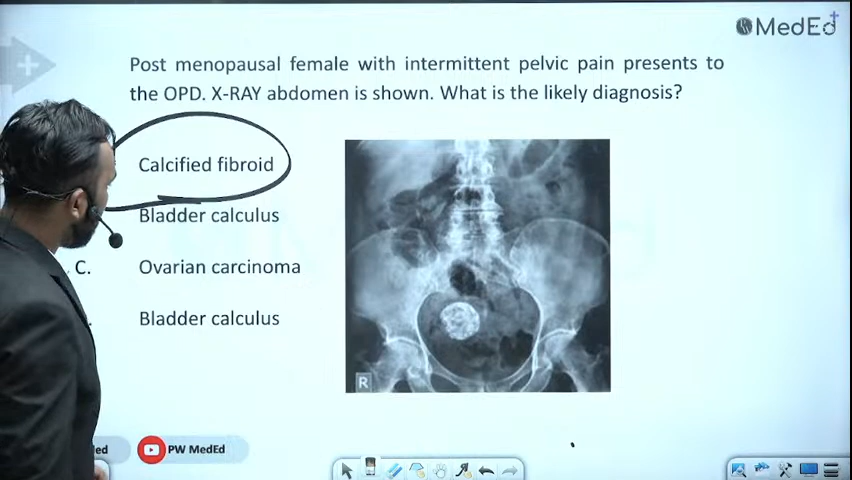 MedEd
Post menopausal female with intermittent pelvic pain presents to
the OPD. X-RAY abdomen is shown. What is the likely diagnosis?
Calcified fibroid
Bladder calculus
C. Ovarian carcinoma
Bladder calculus
R
PW MedEd